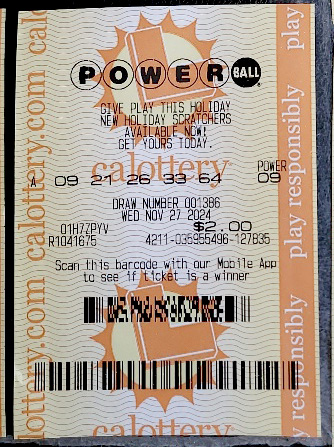 POWERBALL
GIVE PLAY THIS HOLIDAY
NEW HOLIDAY SCRATCHERS
AVAILABLE NOW!
GET YOURS TODAY.
calottery
POWER
A 09 21 26 33 64 09
DRAW NUMBER 001386
WED NOV 27 2024
01H7ZPYV $2.00
R1041675 4211-035955496-127835
Scan this barcode with our Mobile App
to see if ticket is a winner
calottery
calottery.com
calottery.com
play responsibly
play responsibly